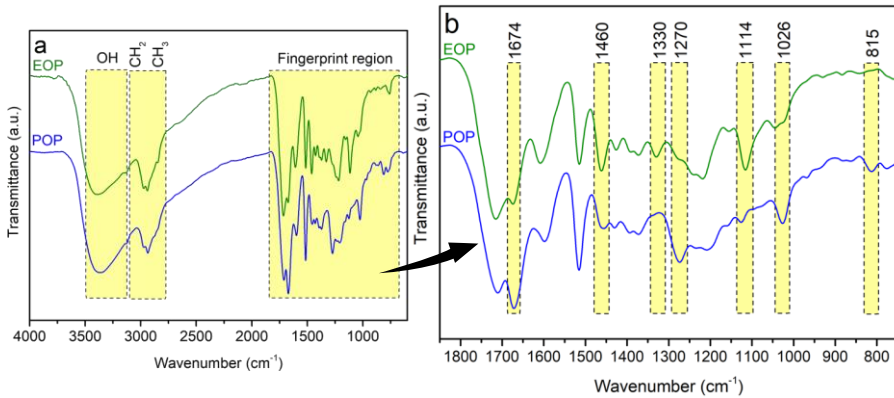 a
OH
CH₂
CH₃
Fingerprint region
EOP
POP
Transmittance (a.u.)
4000 3500 3000 2500 2000 1500 1000
Wavenumber (cm⁻¹)
b
1674
1460
1330
1270
1114
1026
815
EOP
POP
Transmittance (a.u.)
1800 1700 1600 1500 1400 1300 1200 1100 1000 900 800
Wavenumber (cm⁻¹)